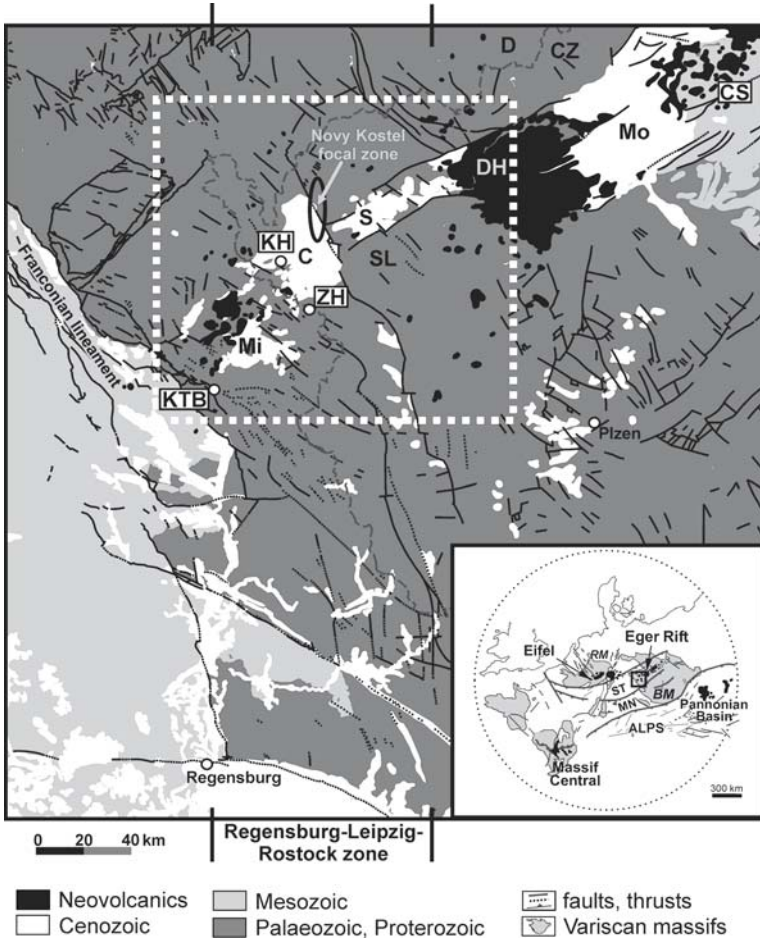 D
CZ
CS
Novy Kostel
focal zone
Mo
DH
S
KH
C
SL
ZH
Franconian lineament
Mi
KTB
Plzen
Eger Rift
Eifel
RM
ST
BM
MN
Pannonian
Basin
ALPS
Massif
Central
300 km
Regensburg
0 20 40 km
Regensburg-Leipzig-
Rostock zone
Neovolcanics
Mesozoic
faults, thrusts
Cenozoic
Palaeozoic, Proterozoic
Variscan massifs